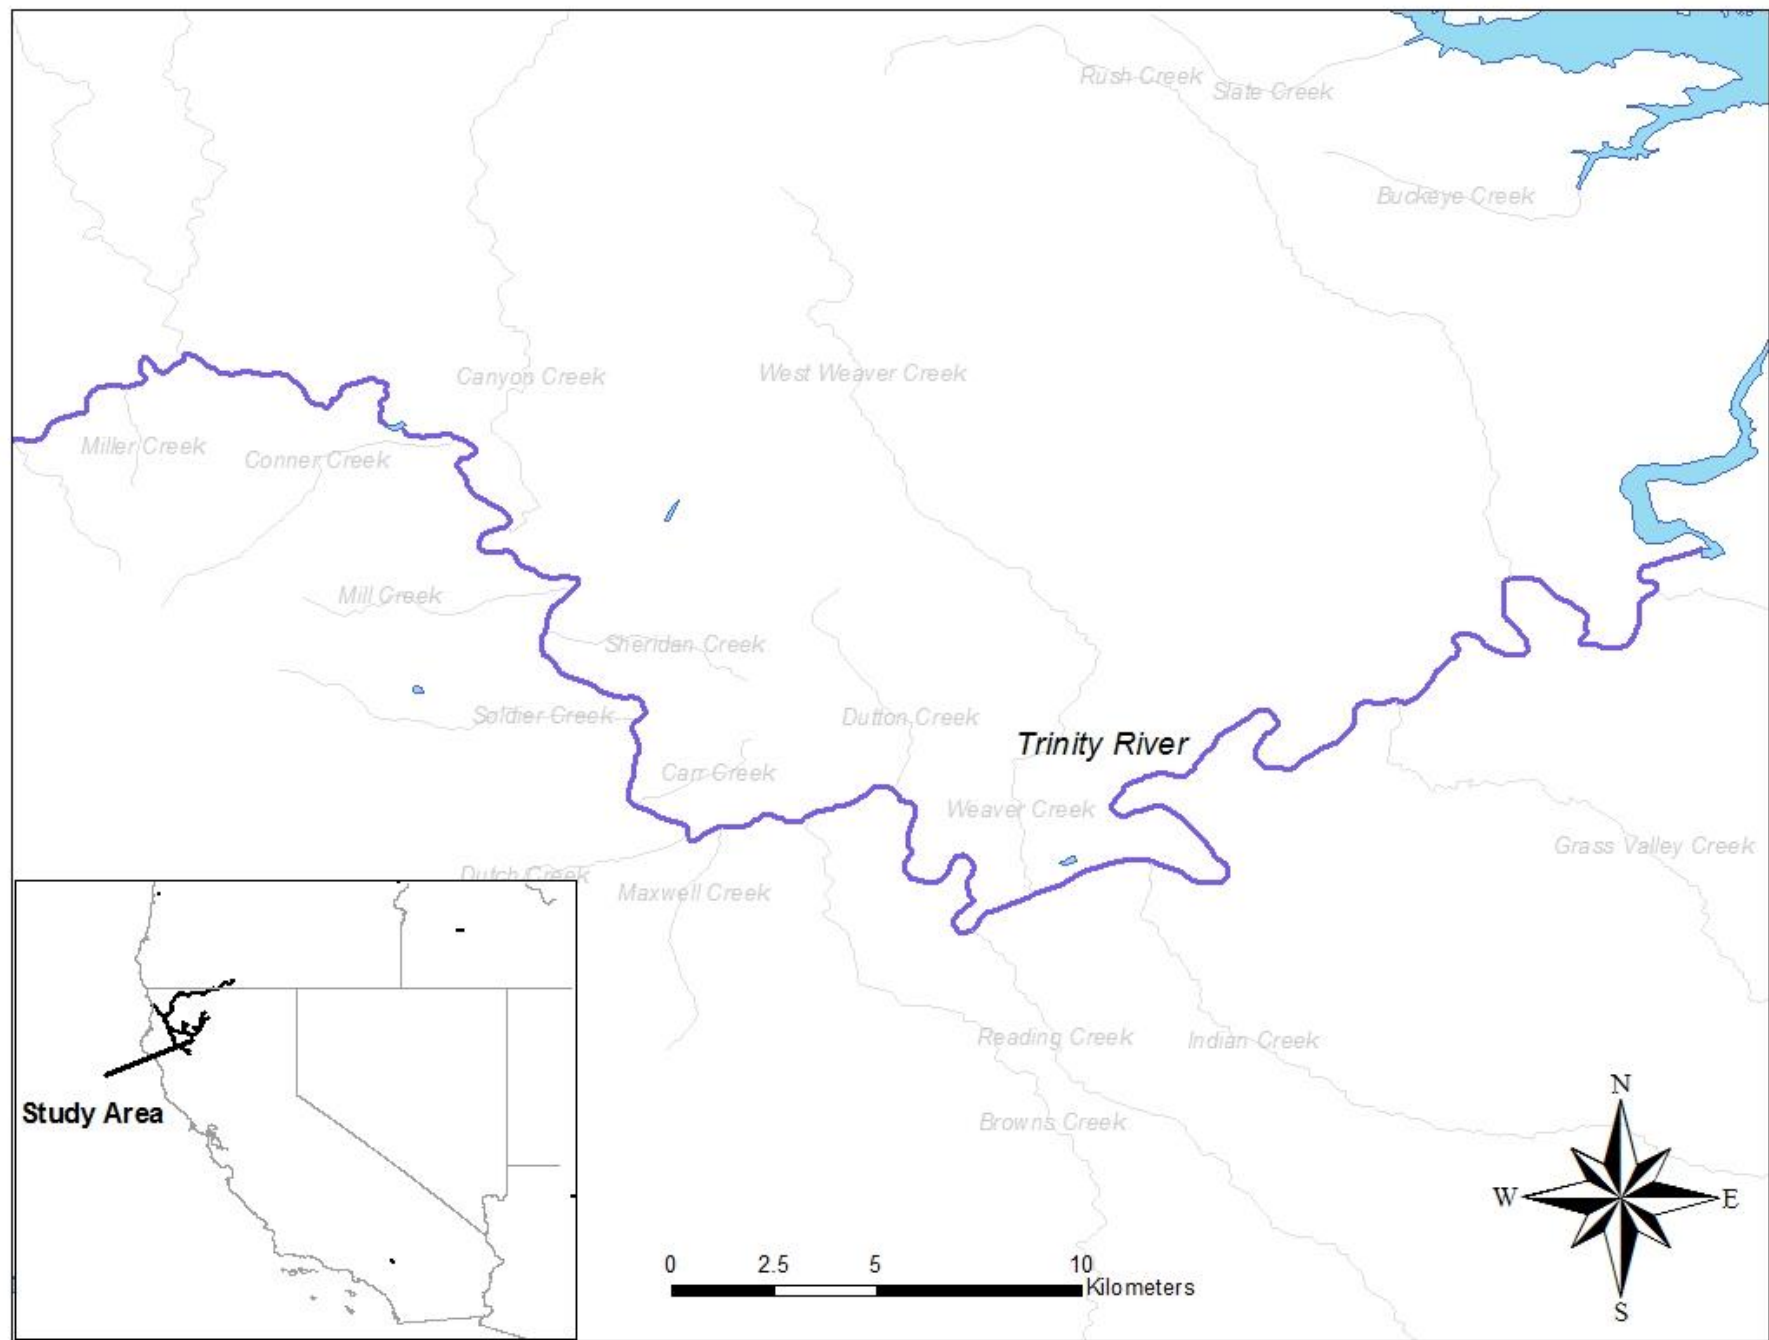 Rush Creek
Slate Creek
Buckeye Creek
Canyon Creek
West Weaver Creek
Miller Creek
Conner Creek
Mill Creek
Sheridan Creek
Soldier Creek
Dutton Creek
Trinity River
Carr Creek
Weaver Creek
Grass Valley Creek
Dutch Creek
Maxwell Creek
Reading Creek
Indian Creek
Browns Creek
Study Area
N
W
E
S
0 2.5 5 10
Kilometers